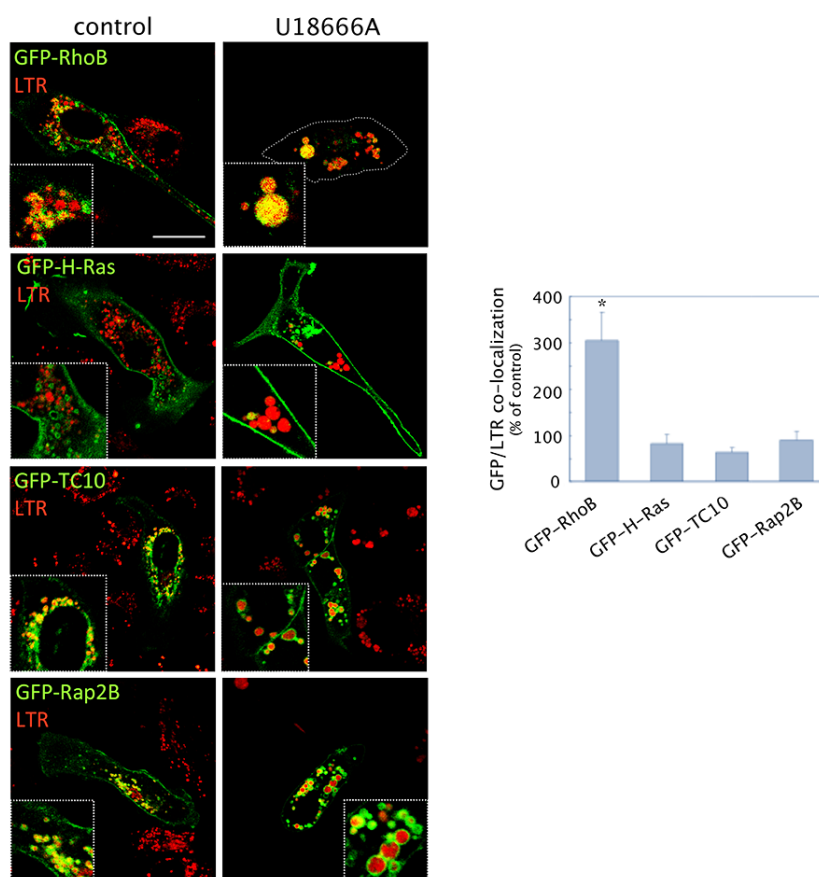 control
U18666A
GFP-RhoB
LTR
GFP-H-Ras
LTR
GFP-TC10
LTR
GFP-Rap2B
LTR
GFP/LTR co-localization
(% of control)
400
300
200
100
0
*
GFP-RhoB
GFP-H-Ras
GFP-TC10
GFP-Rap2B